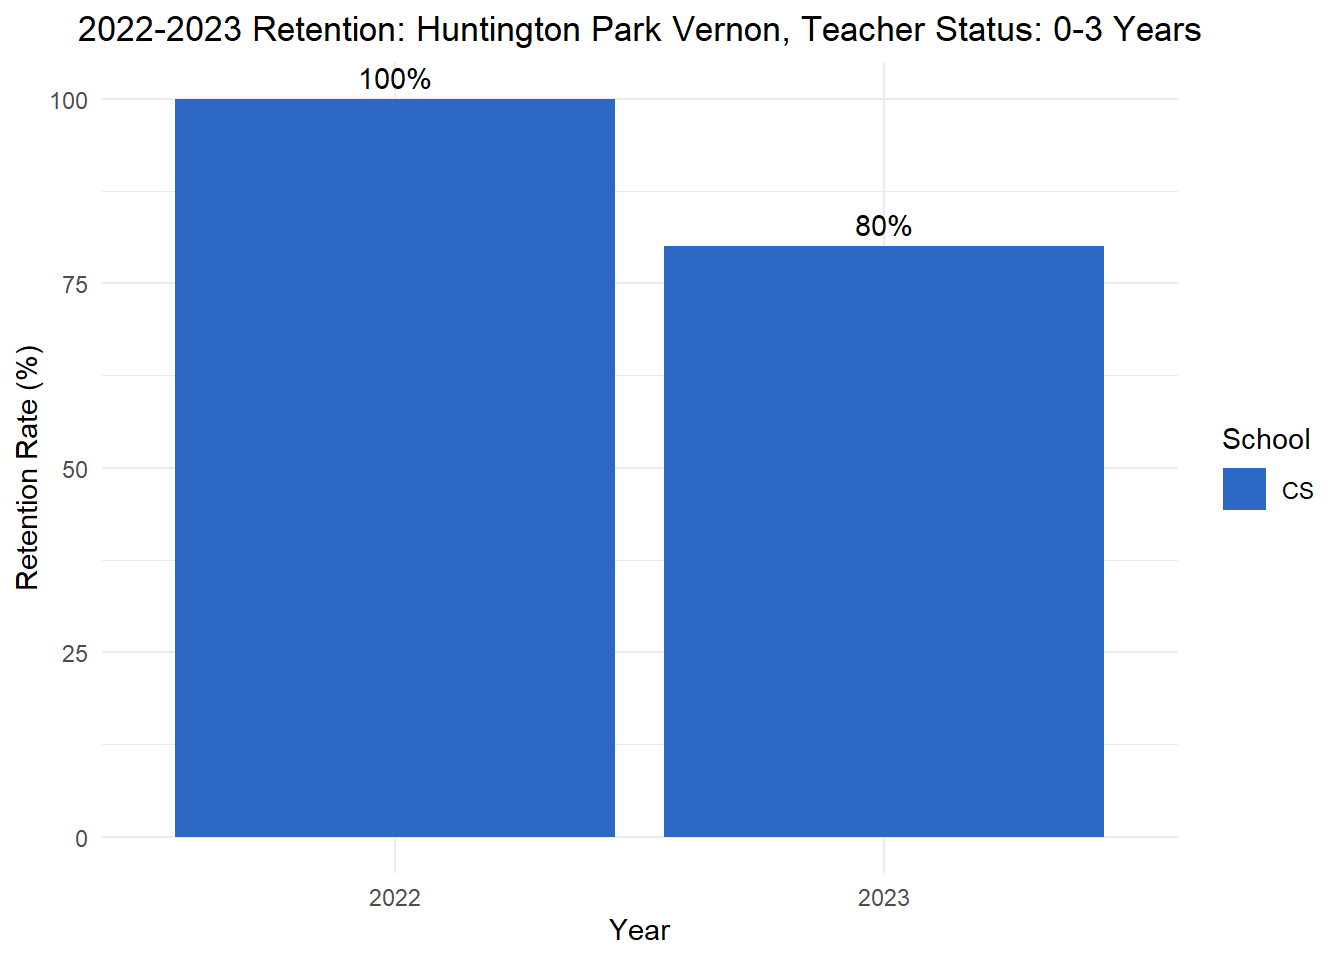 2022-2023 Retention: Huntington Park Vernon, Teacher Status: 0-3 Years
100%
100
80%
75
50
25
0
Retention Rate (%)
2022
2023
Year
School
CS